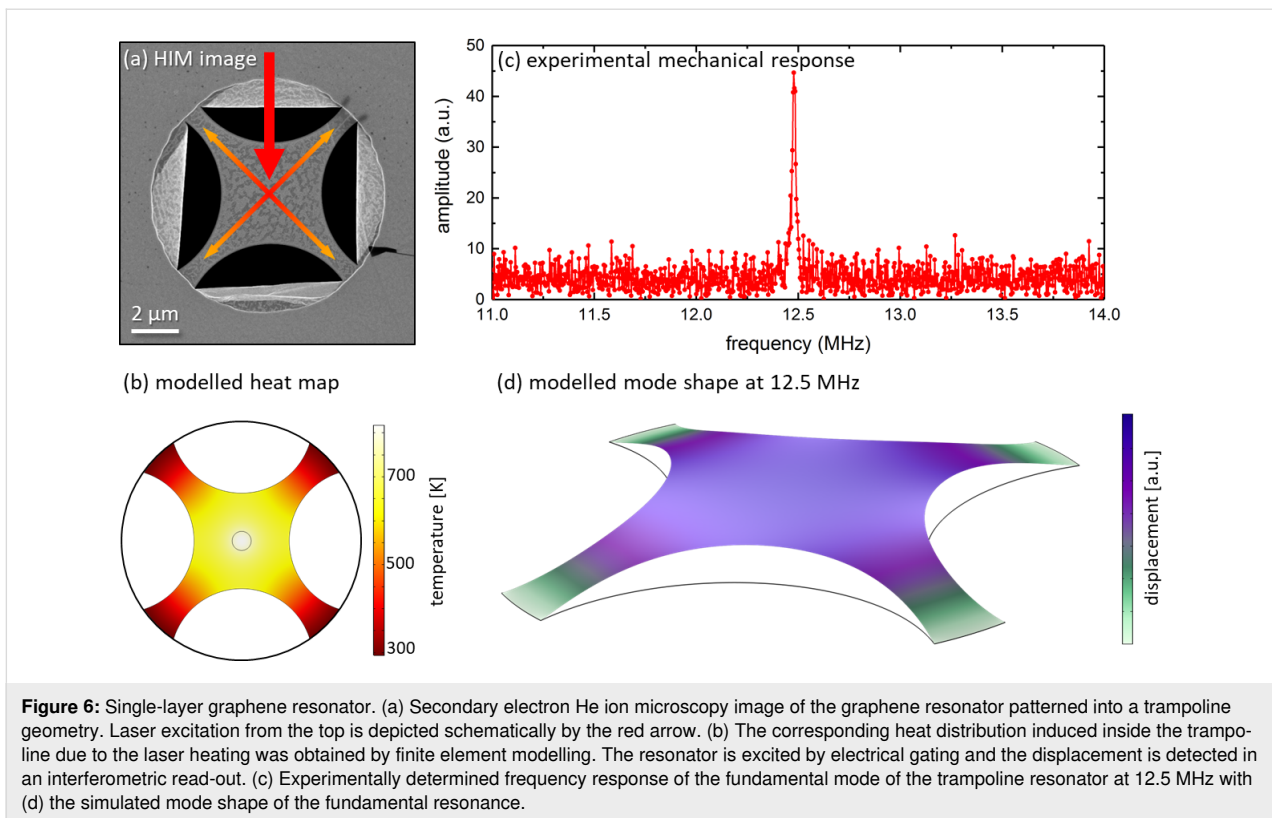 (a) HIM image
2 µm
(c) experimental mechanical response
amplitude (a.u.)
50
40
30
20
10
0
11.0 11.5 12.0 12.5 13.0 13.5 14.0
frequency (MHz)
(b) modelled heat map
700
500
300
temperature [K]
(d) modelled mode shape at 12.5 MHz
displacement [a.u.]
Figure 6: Single-layer graphene resonator. (a) Secondary electron He ion microscopy image of the graphene resonator patterned into a trampoline
geometry. Laser excitation from the top is depicted schematically by the red arrow. (b) The corresponding heat distribution induced inside the trampo-
line due to the laser heating was obtained by finite element modelling. The resonator is excited by electrical gating and the displacement is detected in
an interferometric read-out. (c) Experimentally determined frequency response of the fundamental mode of the trampoline resonator at 12.5 MHz with
(d) the simulated mode shape of the fundamental resonance.